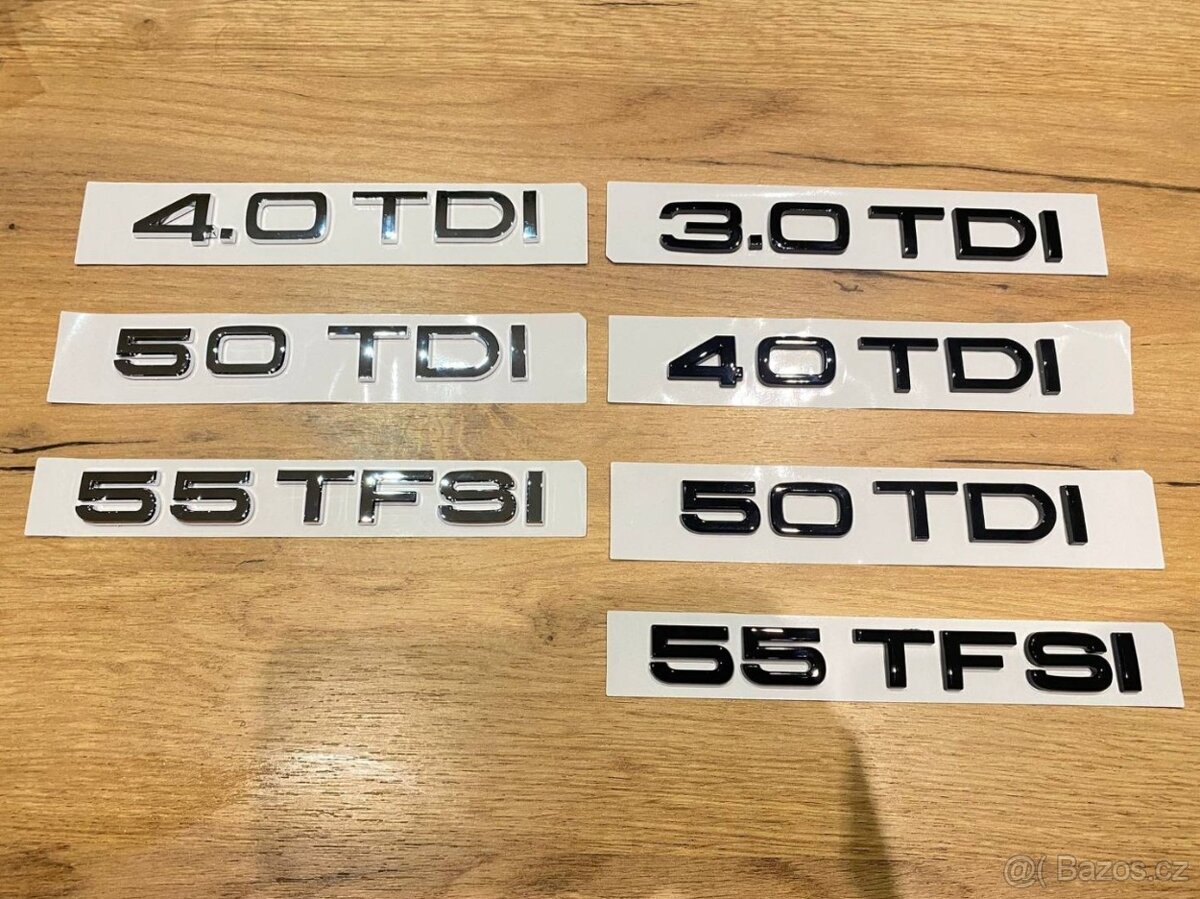 4.0 TDI
3.0 TDI
50 TDI
40 TDI
55 TFSI
50 TDI
55 TFSI
@( Bazos.cz